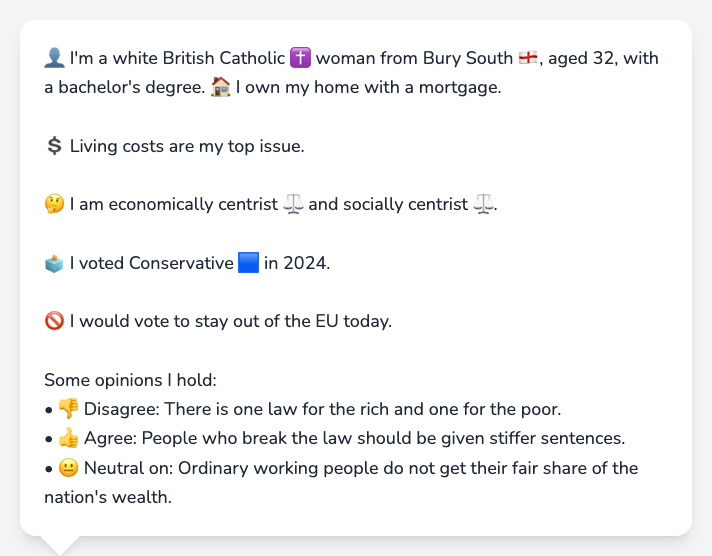 👤 I'm a white British Catholic ✝️ woman from Bury South 🏴󠁧󠁢󠁥󠁮󠁧󠁿, aged 32, with
a bachelor's degree. 🏠 I own my home with a mortgage.
💲 Living costs are my top issue.
🤔 I am economically centrist ⚖️ and socially centrist ⚖️.
🗳️ I voted Conservative 🟦 in 2024.
🚫 I would vote to stay out of the EU today.
Some opinions I hold:
• 👎 Disagree: There is one law for the rich and one for the poor.
• 👍 Agree: People who break the law should be given stiffer sentences.
• 😐 Neutral on: Ordinary working people do not get their fair share of the
nation's wealth.